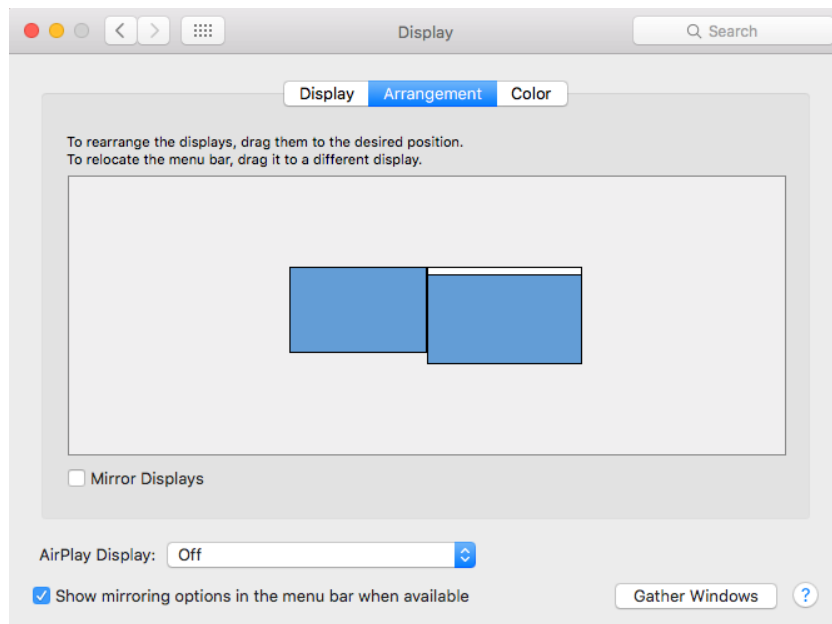 Display
Search
Display Arrangement Color
To rearrange the displays, drag them to the desired position.
To relocate the menu bar, drag it to a different display.
Mirror Displays
AirPlay Display: Off
Show mirroring options in the menu bar when available
Gather Windows ?